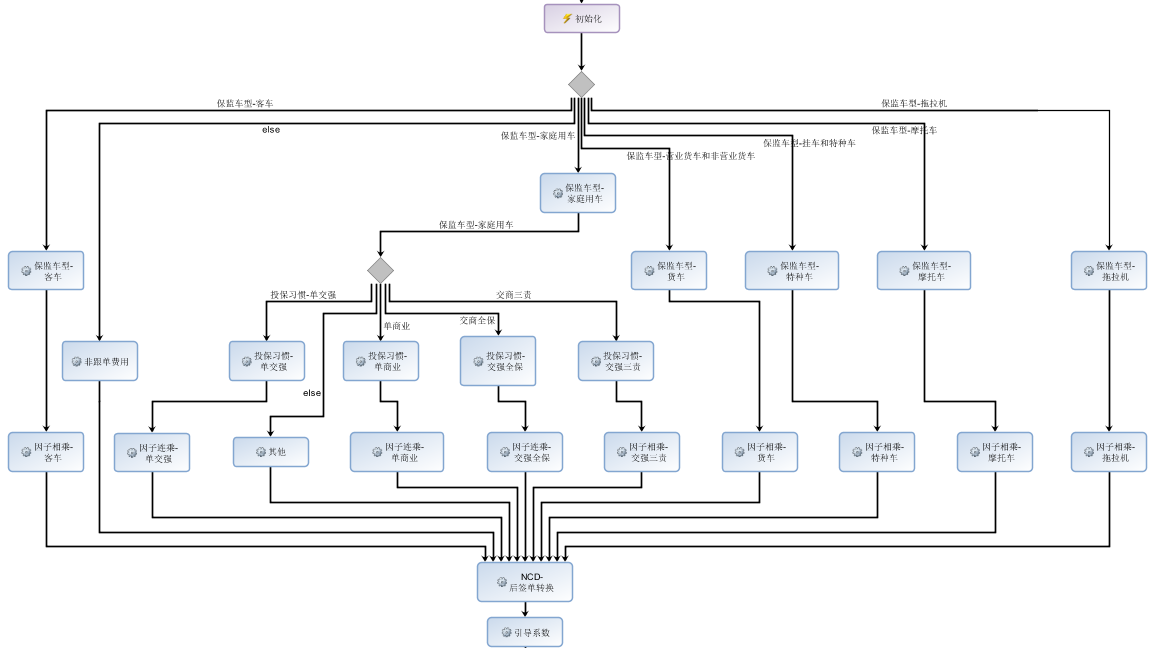 初始化
保监车型-客车
保监车型-拖拉机
else
保监车型-摩托车
保监车型-家庭用车
保监车型-挂车和特种车
保监车型-营业货车和非营业货车
保监车型-
家庭用车
保监车型-家庭用车
保监车型-
客车
保监车型-
货车
保监车型-
特种车
保监车型-
摩托车
保监车型-
拖拉机
投保习惯-单交强
交商三责
交商全保
单商业
非跟单费用
投保习惯-
单交强
投保习惯-
单商业
投保习惯-
交强全保
投保习惯-
交强三责
else
因子相乘-
客车
因子连乘-
单交强
其他
因子连乘-
单商业
因子连乘-
交强全保
因子相乘-
交强三责
因子相乘-
货车
因子相乘-
特种车
因子相乘-
摩托车
因子相乘-
拖拉机
NCD-
后签单转换
引导系数